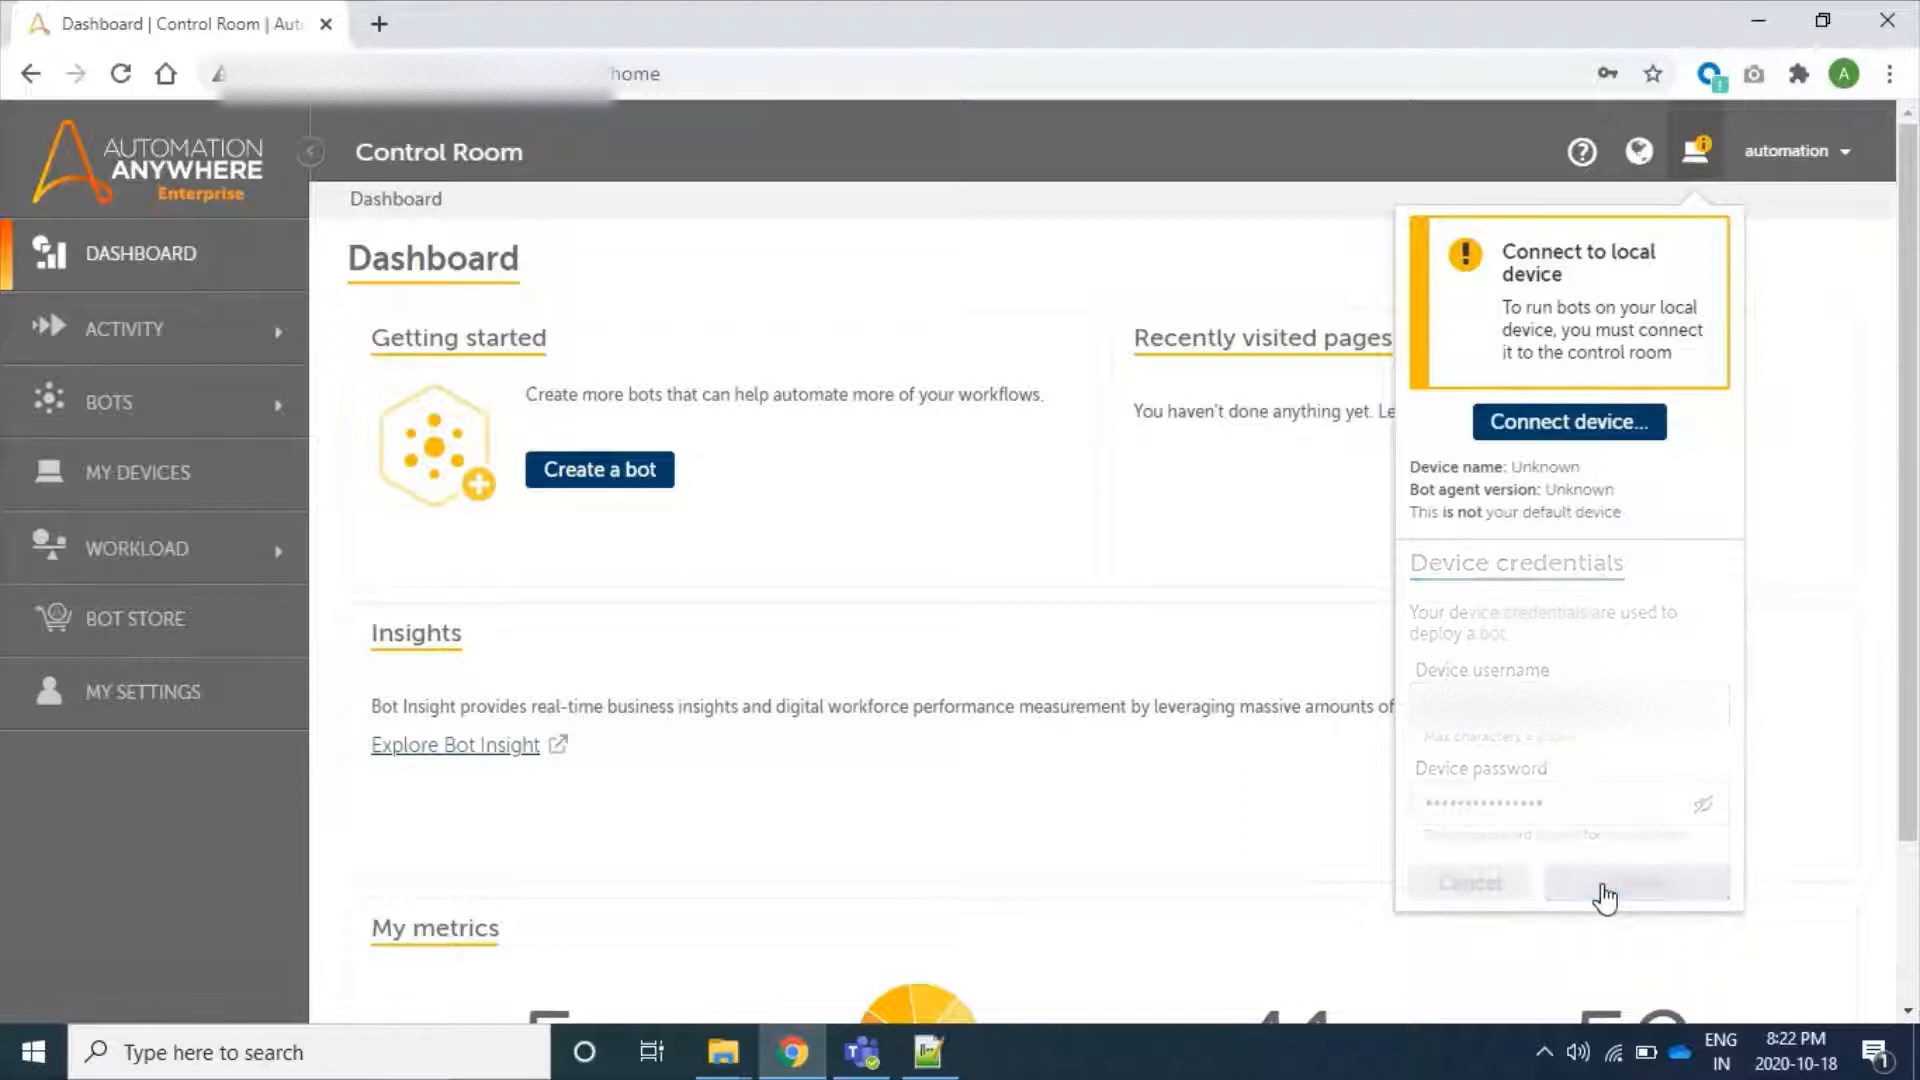 Dashboard | Control Room | Aut
home
A
AUTOMATION
ANYWHERE
Enterprise
Control Room
automation
Dashboard
DASHBOARD
ACTIVITY
BOTS
MY DEVICES
WORKLOAD
BOT STORE
MY SETTINGS
Dashboard
Getting started
Create more bots that can help automate more of your workflows.
Create a bot
Recently visited pages
You haven't done anything yet. Le
Insights
Bot Insight provides real-time business insights and digital workforce performance measurement by leveraging massive amounts of
Explore Bot Insight
My metrics
Connect to local
device
To run bots on your local
device, you must connect
it to the control room
Connect device...
Device name: Unknown
Bot agent version: Unknown
This is not your default device
Device credentials
Your device credentials are used to
deploy a bot
Device username
Max characters =
Device password
Cancel
Type here to search
ENG
IN
8:22 PM
2020-10-18
1